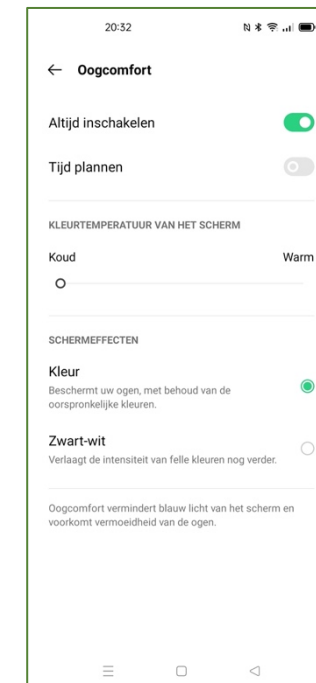 20:32
Oogcomfort
Altijd inschakelen
Tijd plannen
KLEURTEMPERATUUR VAN HET SCHERM
Koud Warm
SCHERMEFFECTEN
Kleur
Beschermt uw ogen, met behoud van de
oorspronkelijke kleuren.
Zwart-wit
Verlaagt de intensiteit van felle kleuren nog verder.
Oogcomfort vermindert blauw licht van het scherm en
voorkomt vermoeidheid van de ogen.